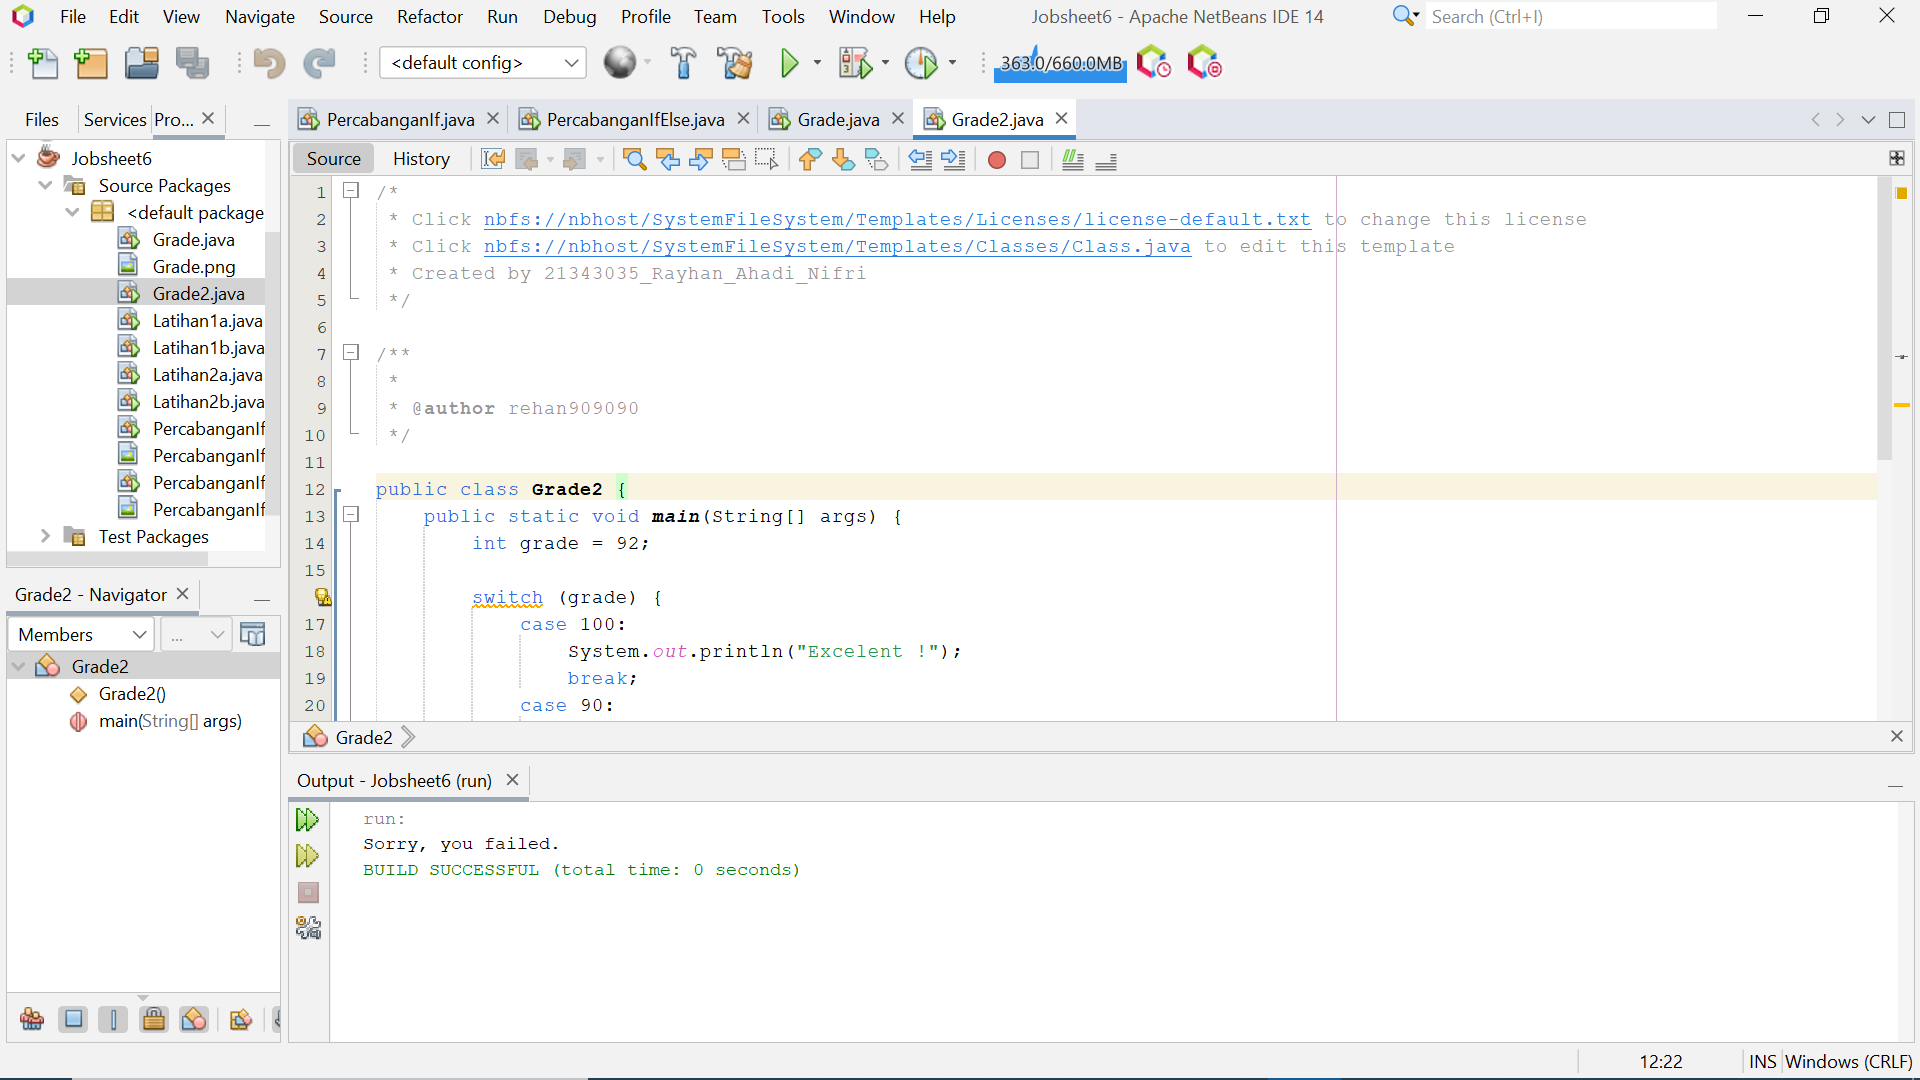 File Edit View Navigate Source Refactor Run Debug Profile Team Tools Window Help
Jobsheet6 - Apache NetBeans IDE 14
Search (Ctrl+I)
<default config>
363.0/660.0MB
Files Services Pro...
PercabanganIf.java PercabanganIfElse.java Grade.java Grade2.java
Source History
Jobsheet6
Source Packages
<default package
Grade.java
Grade.png
Grade2.java
Latihan1a.java
Latihan1b.java
Latihan2a.java
Latihan2b.java
PercabanganIf
PercabanganIf
PercabanganIf
PercabanganIf
Test Packages
Grade2 - Navigator
Members ...
Grade2
Grade2()
main(String[] args)
1 /*
2 * Click nbfs://nbhost/SystemFileSystem/Templates/Licenses/license-default.txt to change this license
3 * Click nbfs://nbhost/SystemFileSystem/Templates/Classes/Class.java to edit this template
4 * Created by 21343035_Rayhan_Ahadi_Nifri
5 */
6
7 /**
8 *
9 * @author rehan909090
10 */
11
12 public class Grade2 {
13 public static void main(String[] args) {
14 int grade = 92;
15
switch (grade) {
17 case 100:
18 System.out.println("Excelent !");
19 break;
20 case 90:
Grade2
Output - Jobsheet6 (run)
run:
Sorry, you failed.
BUILD SUCCESSFUL (total time: 0 seconds)
12:22 INS Windows (CRLF)